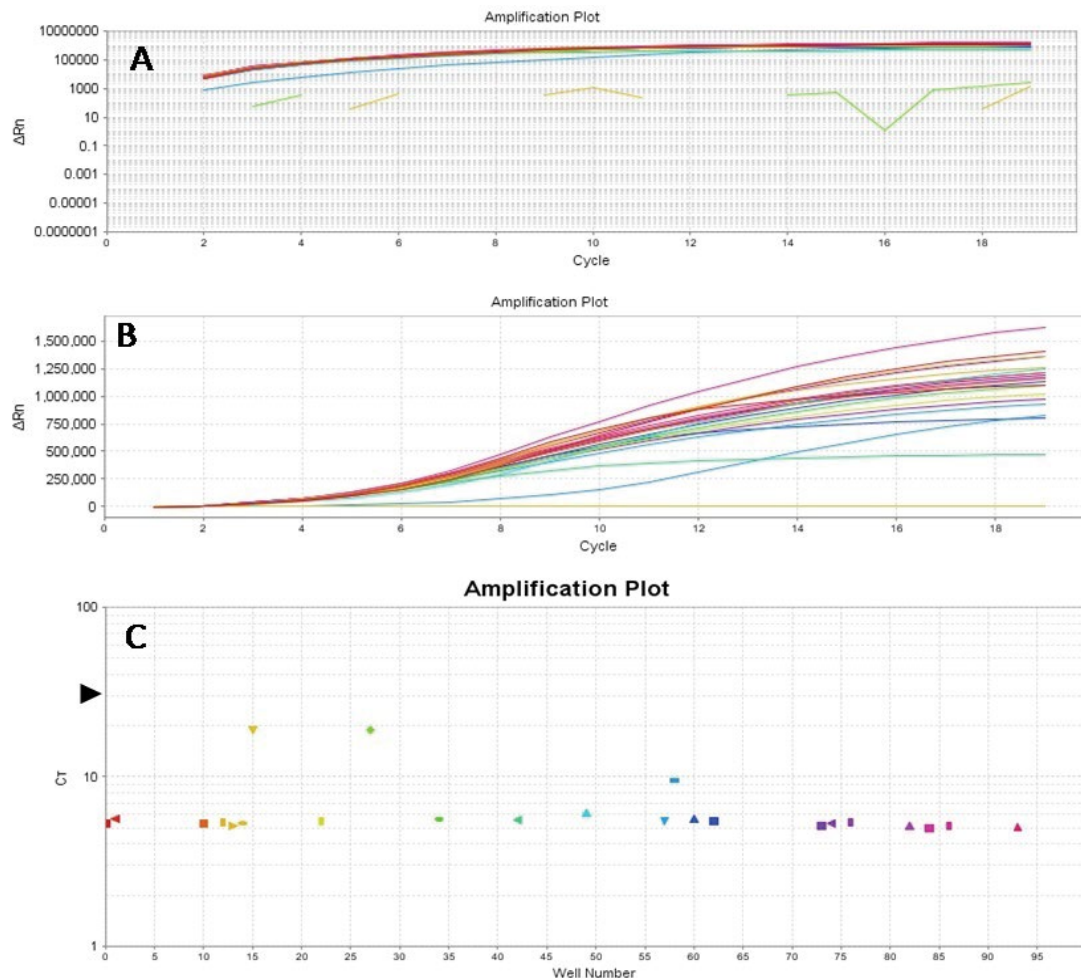 Amplification Plot
A
10000000
100000
1000
10
0.1
0.001
0.00001
0.0000001
ΔRn
0 2 4 6 8 10 12 14 16 18
Cycle
Amplification Plot
B
1,500,000
1,250,000
1,000,000
750,000
500,000
250,000
0
ΔRn
0 2 4 6 8 10 12 14 16 18
Cycle
Amplification Plot
C
100
10
1
CT
0 5 10 15 20 25 30 35 40 45 50 55 60 65 70 75 80 85 90 95
Well Number